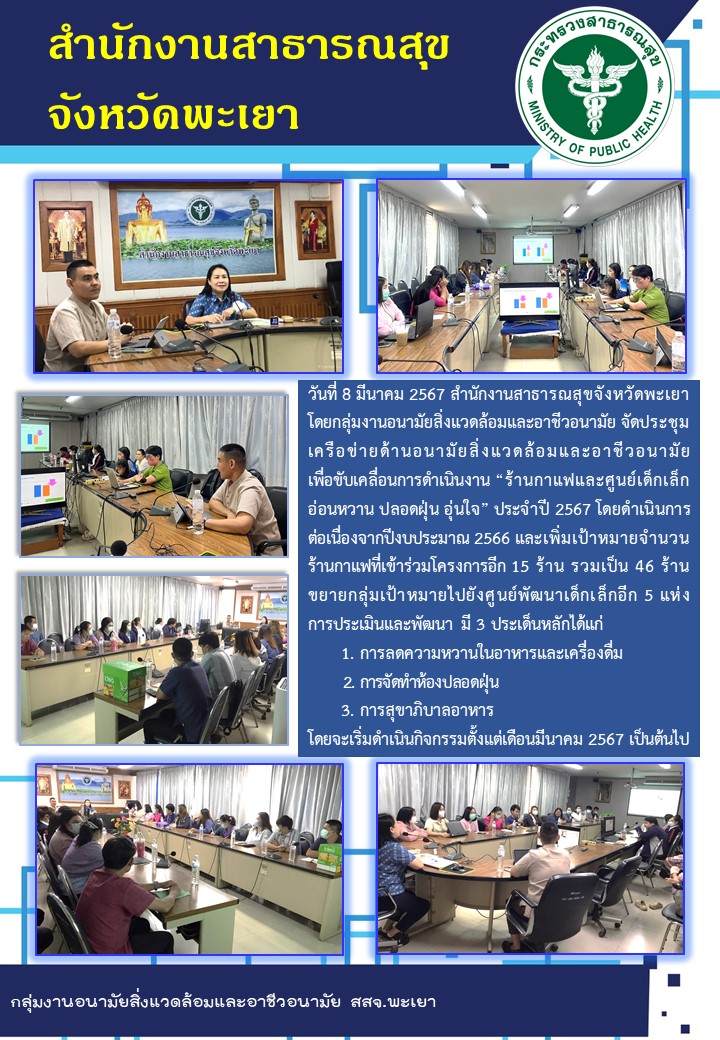 สำนักงานสาธารณสุข
จังหวัดพะเยา
กระทรวงสาธารณสุข
MINISTRY OF PUBLIC HEALTH
สำนักงานสาธารณสุขจังหวัดพะเยา
วันที่ 8 มีนาคม 2567 สำนักงานสาธารณสุขจังหวัดพะเยา
โดยกลุ่มงานอนามัยสิ่งแวดล้อมและอาชีวอนามัย จัดประชุม
เครือข่ายด้านอนามัยสิ่งแวดล้อมและอาชีวอนามัย
เพื่อขับเคลื่อนการดำเนินงาน “ร้านกาแฟและศูนย์เด็กเล็ก
อ่อนหวาน ปลอดฝุ่น อุ่นใจ” ประจำปี 2567 โดยดำเนินการ
ต่อเนื่องจากปีงบประมาณ 2566 และเพิ่มเป้าหมายจำนวน
ร้านกาแฟที่เข้าร่วมโครงการอีก 15 ร้าน รวมเป็น 46 ร้าน
ขยายกลุ่มเป้าหมายไปยังศูนย์พัฒนาเด็กเล็กอีก 5 แห่ง
การประเมินและพัฒนา มี 3 ประเด็นหลักได้แก่
1. การลดความหวานในอาหารและเครื่องดื่ม
2. การจัดทำห้องปลอดฝุ่น
3. การสุขาภิบาลอาหาร
โดยจะเริ่มดำเนินกิจกรรมตั้งแต่เดือนมีนาคม 2567 เป็นต้นไป
กลุ่มงานอนามัยสิ่งแวดล้อมและอาชีวอนามัย สสจ.พะเยา